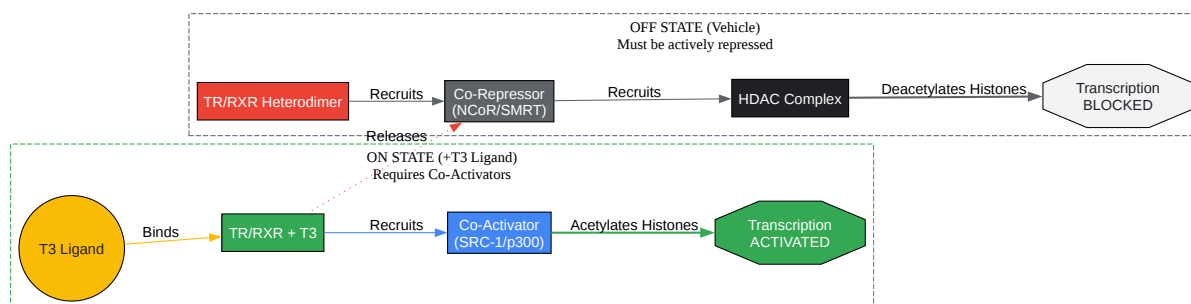 OFF STATE (Vehicle)
Must be actively repressed
TR/RXR Heterodimer
Recruits
Co-Repressor
(NCoR/SMRT)
Recruits
HDAC Complex
Deacetylates Histones
Transcription
BLOCKED
Releases
ON STATE (+T3 Ligand)
Requires Co-Activators
T3 Ligand
Binds
TR/RXR + T3
Recruits
Co-Activator
(SRC-1/p300)
Acetylates Histones
Transcription
ACTIVATED